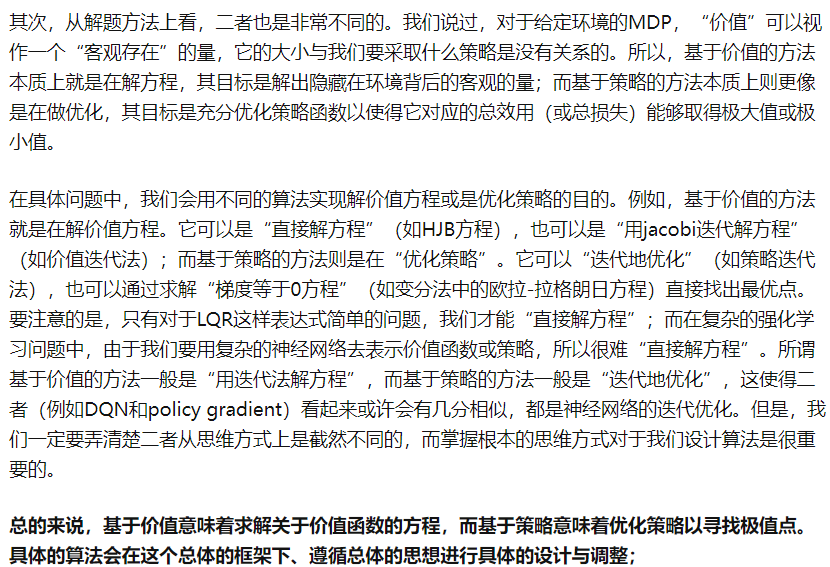 其次，从解题方法上看，二者也是非常不同的。我们说过，对于给定环境的MDP，“价值”可以视
作一个“客观存在”的量，它的大小与我们要采取什么策略是没有关系的。所以，基于价值的方法
本质上就是在解方程，其目标是解出隐藏在环境背后的客观的量；而基于策略的方法本质上则更像
是在做优化，其目标是充分优化策略函数以使得它对应的总效用（或总损失）能够取得极大值或极
小值。
在具体问题中，我们会用不同的算法实现解价值方程或是优化策略的目的。例如，基于价值的方法
就是在解价值方程。它可以是“直接解方程”（如HJB方程），也可以是“用jacobi迭代解方程”
（如价值迭代法）；而基于策略的方法则是在“优化策略”。它可以“迭代地优化”（如策略迭代
法），也可以通过求解“梯度等于0方程”（如变分法中的欧拉-拉格朗日方程）直接找出最优点。
要注意的是，只有对于LQR这样表达式简单的问题，我们才能“直接解方程”；而在复杂的强化学
习问题中，由于我们要用复杂的神经网络去表示价值函数或策略，所以很难“直接解方程”。所谓
基于价值的方法一般是“用迭代法解方程”，而基于策略的方法一般是“迭代地优化”，这使得二
者（例如DQN和policy gradient）看起来或许会有几分相似，都是神经网络的迭代优化。但是，我
们一定要弄清楚二者从思维方式上是截然不同的，而掌握根本的思维方式对于我们设计算法是很重
要的。
总的来说，基于价值意味着求解关于价值函数的方程，而基于策略意味着优化策略以寻找极值点。
具体的算法会在这个总体的框架下、遵循总体的思想进行具体的设计与调整；